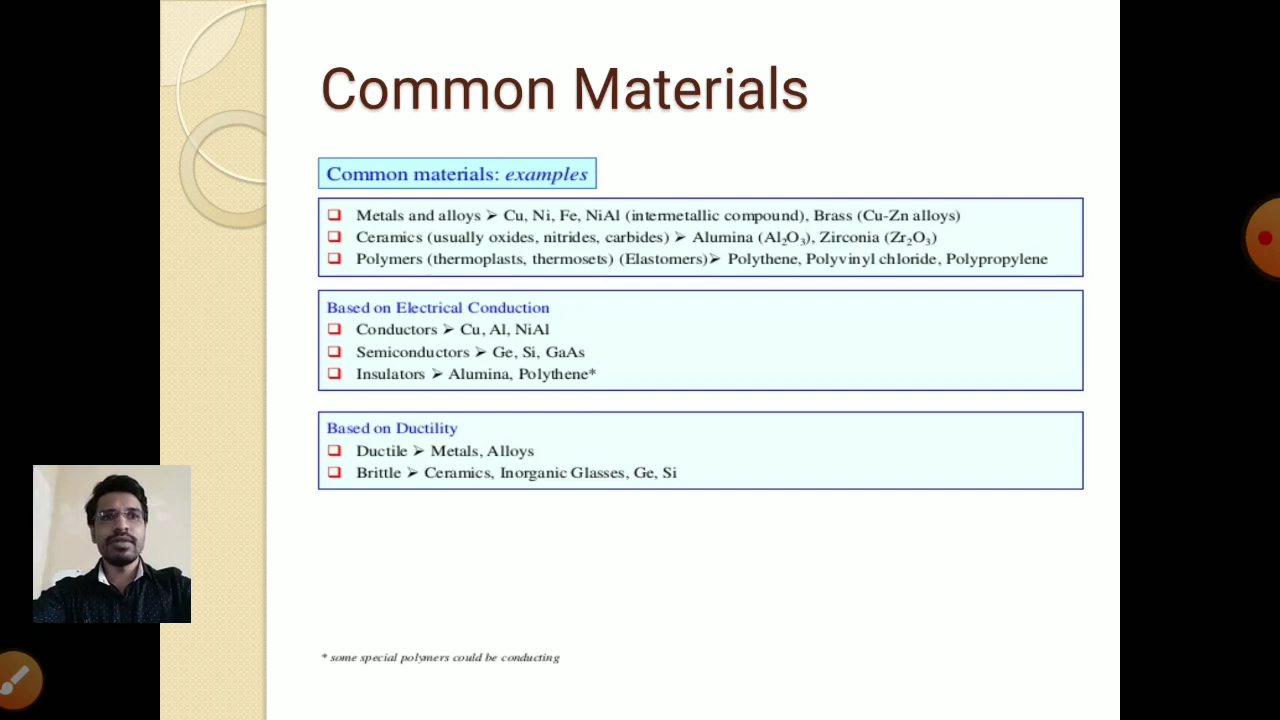 Common Materials
Common materials: examples
❑ Metals and alloys ➢ Cu, Ni, Fe, NiAl (intermetallic compound), Brass (Cu-Zn alloys)
❑ Ceramics (usually oxides, nitrides, carbides) ➢ Alumina (Al₂O₃), Zirconia (Zr₂O₃)
❑ Polymers (thermoplasts, thermosets) (Elastomers)➢ Polythene, Polyvinyl chloride, Polypropylene
Based on Electrical Conduction
❑ Conductors ➢ Cu, Al, NiAl
❑ Semiconductors ➢ Ge, Si, GaAs
❑ Insulators ➢ Alumina, Polythene*
Based on Ductility
❑ Ductile ➢ Metals, Alloys
❑ Brittle ➢ Ceramics, Inorganic Glasses, Ge, Si
* some special polymers could be conducting